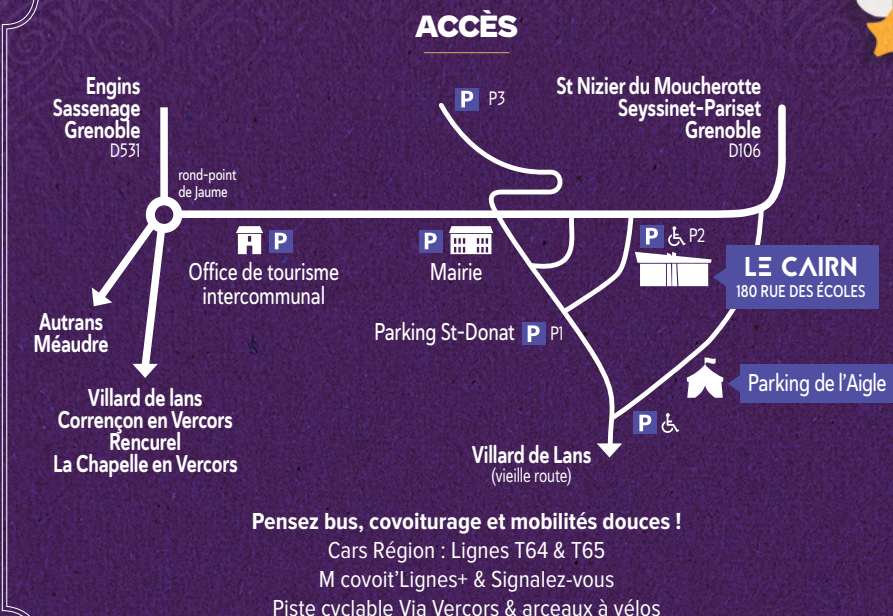 ACCÈS
Engins
Sassenage
Grenoble
D531
rond-point
de Jaume
P P3
St Nizier du Moucherotte
Seyssinet-Pariset
Grenoble
D106
P
Office de tourisme
intercommunal
P
Mairie
P P2
LE CAIRN
180 RUE DES ÉCOLES
Autrans
Méaudre
Parking St-Donat P P1
Villard de lans
Corrençon en Vercors
Rencurel
La Chapelle en Vercors
Parking de l'Aigle
P
Villard de Lans
(vieille route)
Pensez bus, covoiturage et mobilités douces !
Cars Région : Lignes T64 & T65
M covoit'Lignes+ & Signalez-vous
Piste cyclable Via Vercors & arceaux à vélos